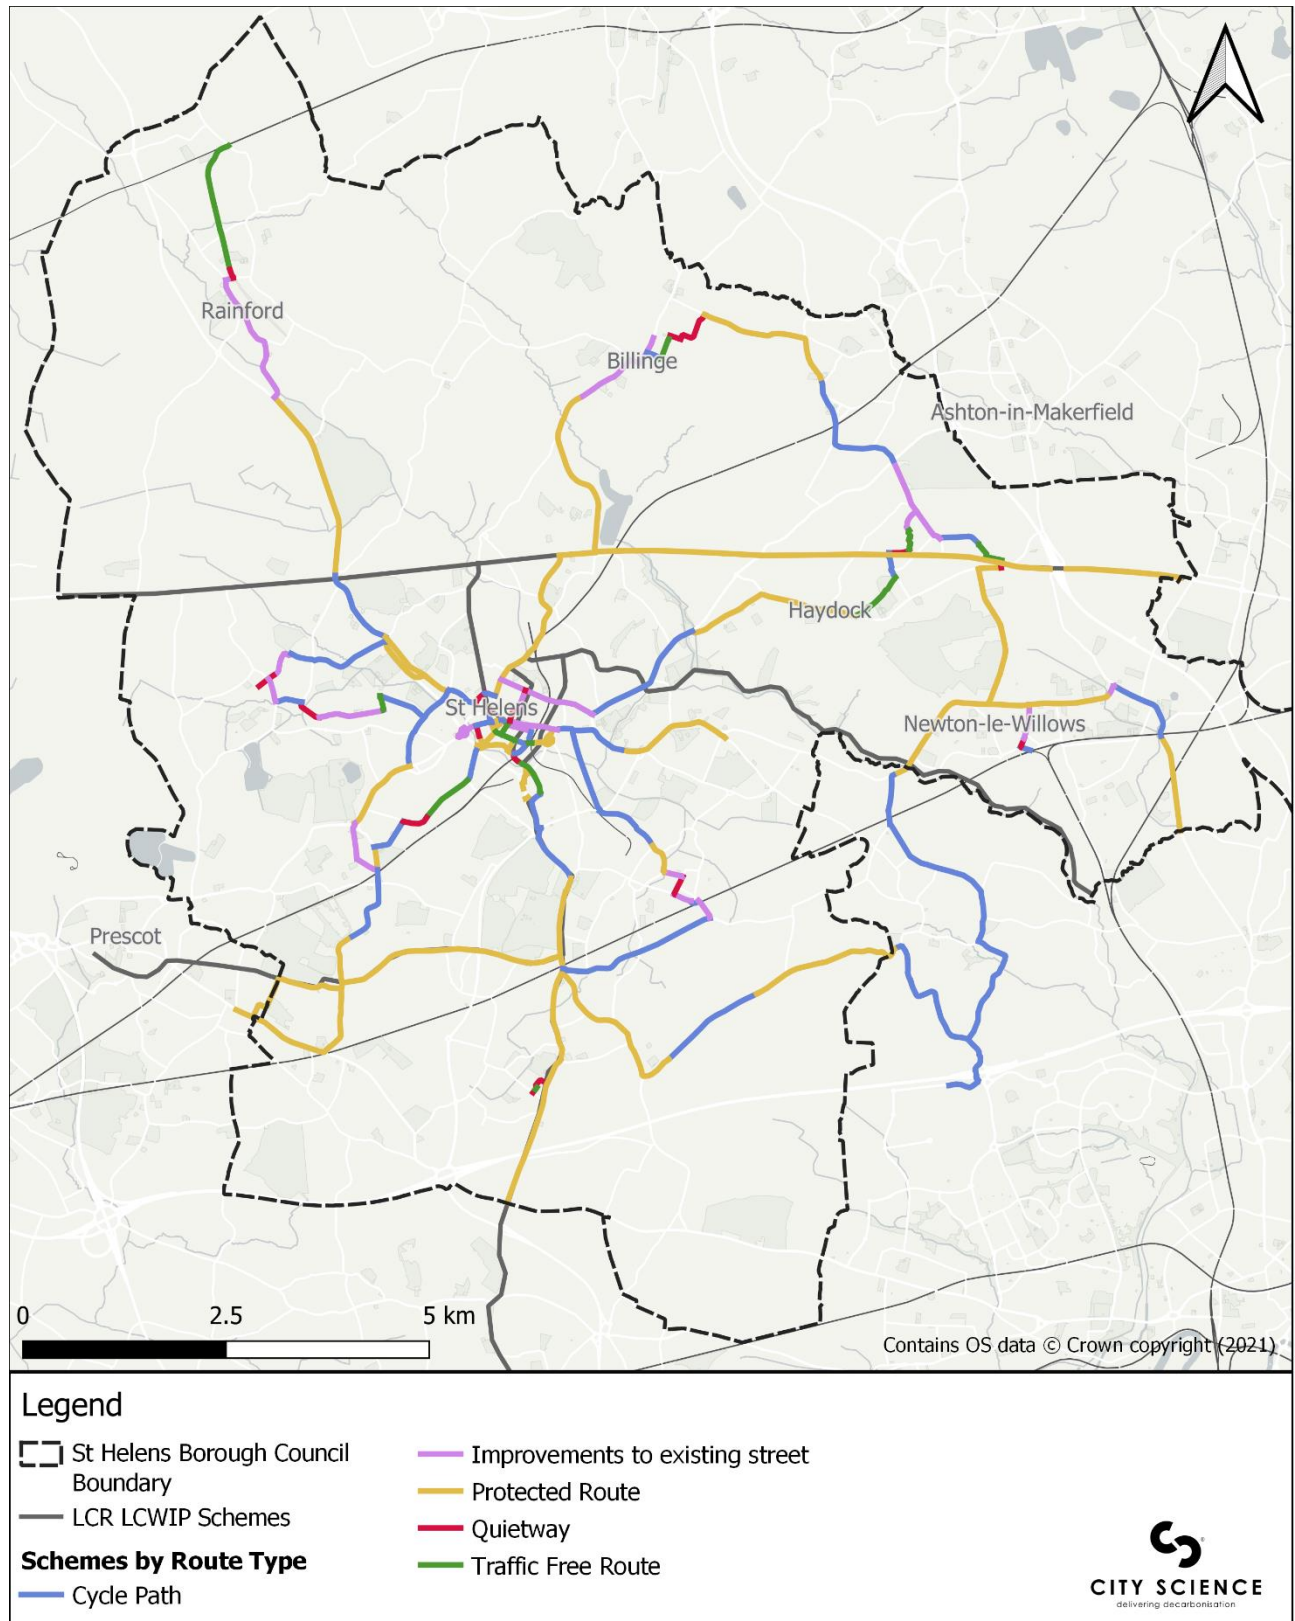 Rainford
Billinge
Ashton-in-Makerfield
Haydock
St Helens
Newton-le-Willows
Prescot
0 2.5 5 km
Contains OS data © Crown copyright (2021)
Legend
St Helens Borough Council
Boundary
LCR LCWIP Schemes
Schemes by Route Type
Cycle Path
Improvements to existing street
Protected Route
Quietway
Traffic Free Route
CITY SCIENCE
delivering decarbonisation